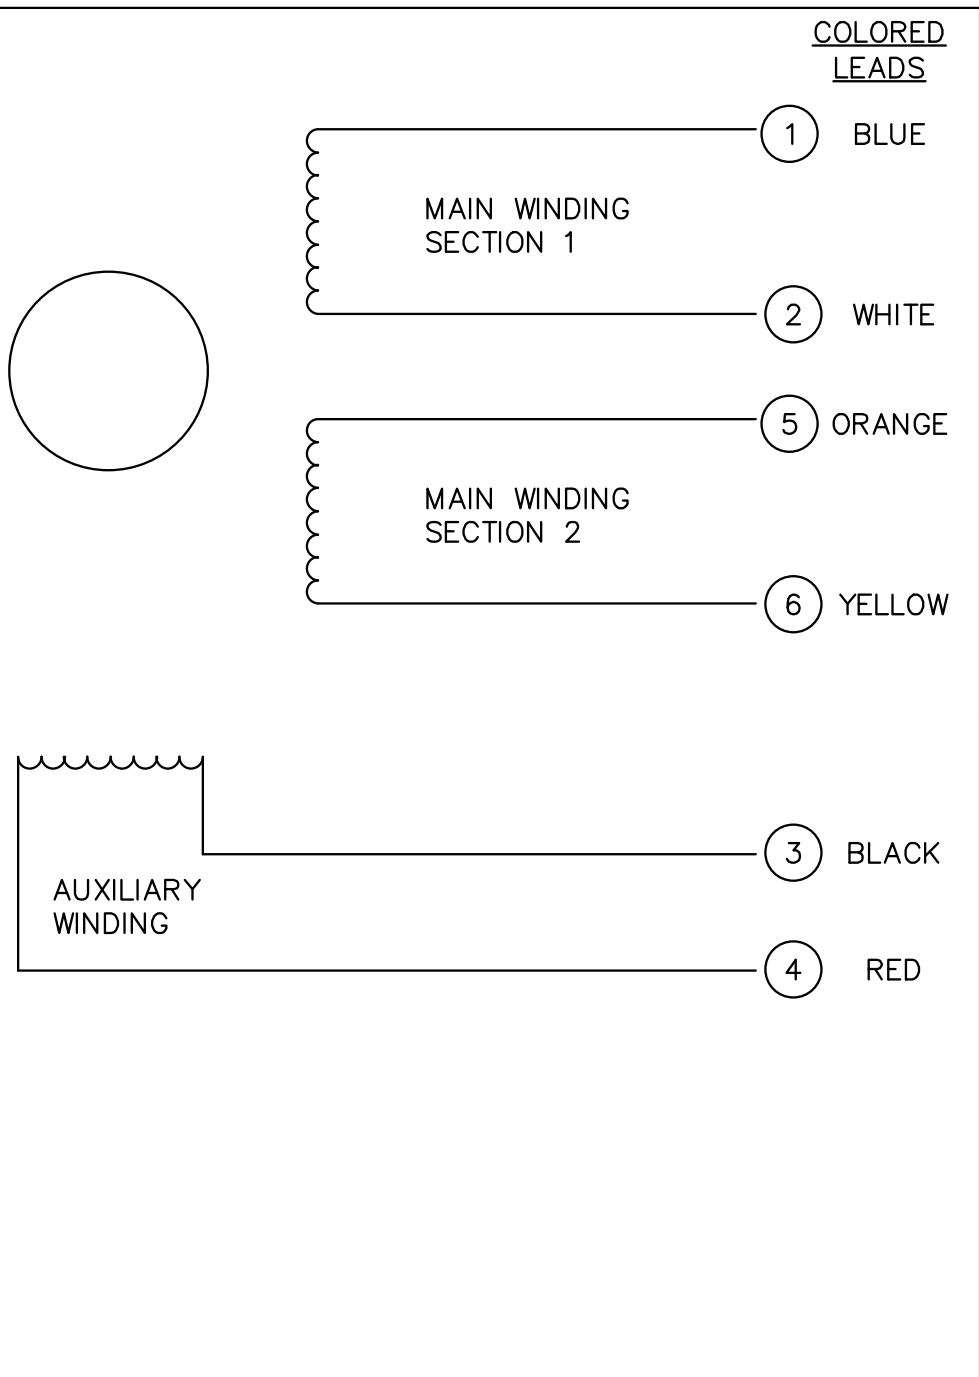 COLORED
LEADS
1 BLUE
MAIN WINDING
SECTION 1
2 WHITE
5 ORANGE
MAIN WINDING
SECTION 2
6 YELLOW
3 BLACK
AUXILIARY
WINDING
4 RED